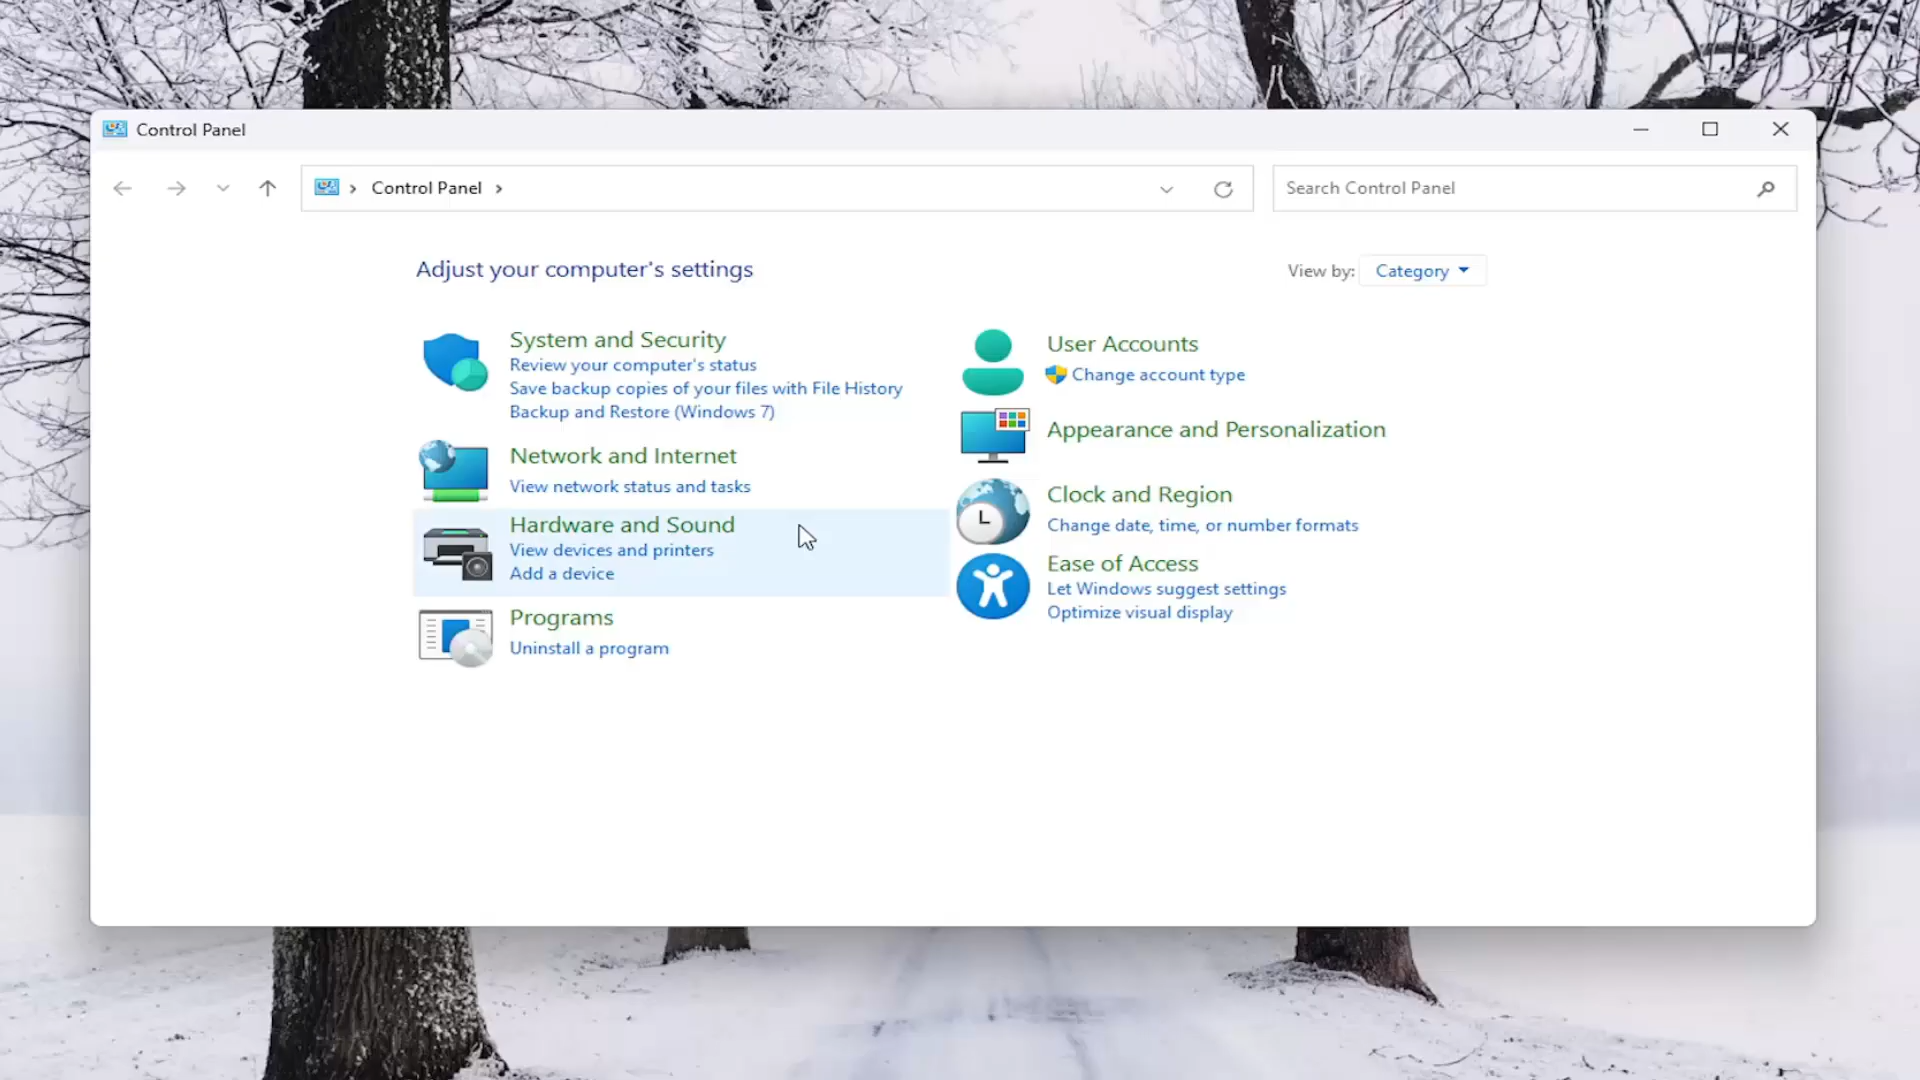 Control Panel
Control Panel
Search Control Panel
Adjust your computer's settings
View by: Category
System and Security
Review your computer's status
Save backup copies of your files with File History
Backup and Restore (Windows 7)
Network and Internet
View network status and tasks
Hardware and Sound
View devices and printers
Add a device
Programs
Uninstall a program
User Accounts
Change account type
Appearance and Personalization
Clock and Region
Change date, time, or number formats
Ease of Access
Let Windows suggest settings
Optimize visual display